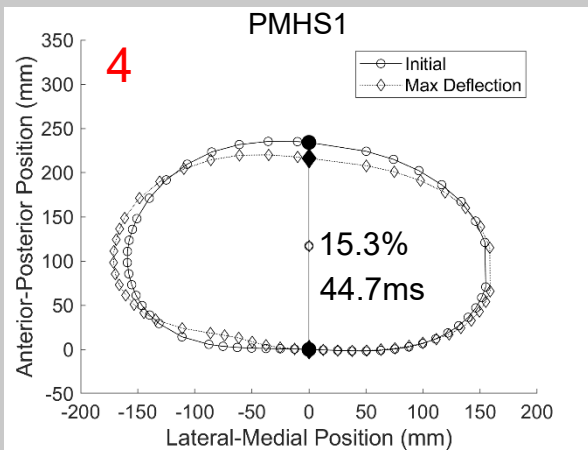 PMHS1
4
Initial
Max Deflection
Anterior-Posterior Position (mm)
350
300
250
200
150
100
50
0
-50
15.3%
44.7ms
-200 -150 -100 -50 0 50 100 150 200
Lateral-Medial Position (mm)